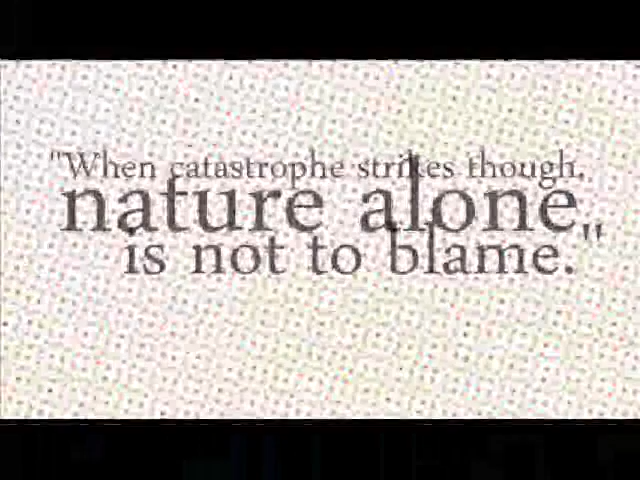 "When catastrophe strikes though,
nature alone
is not to blame."